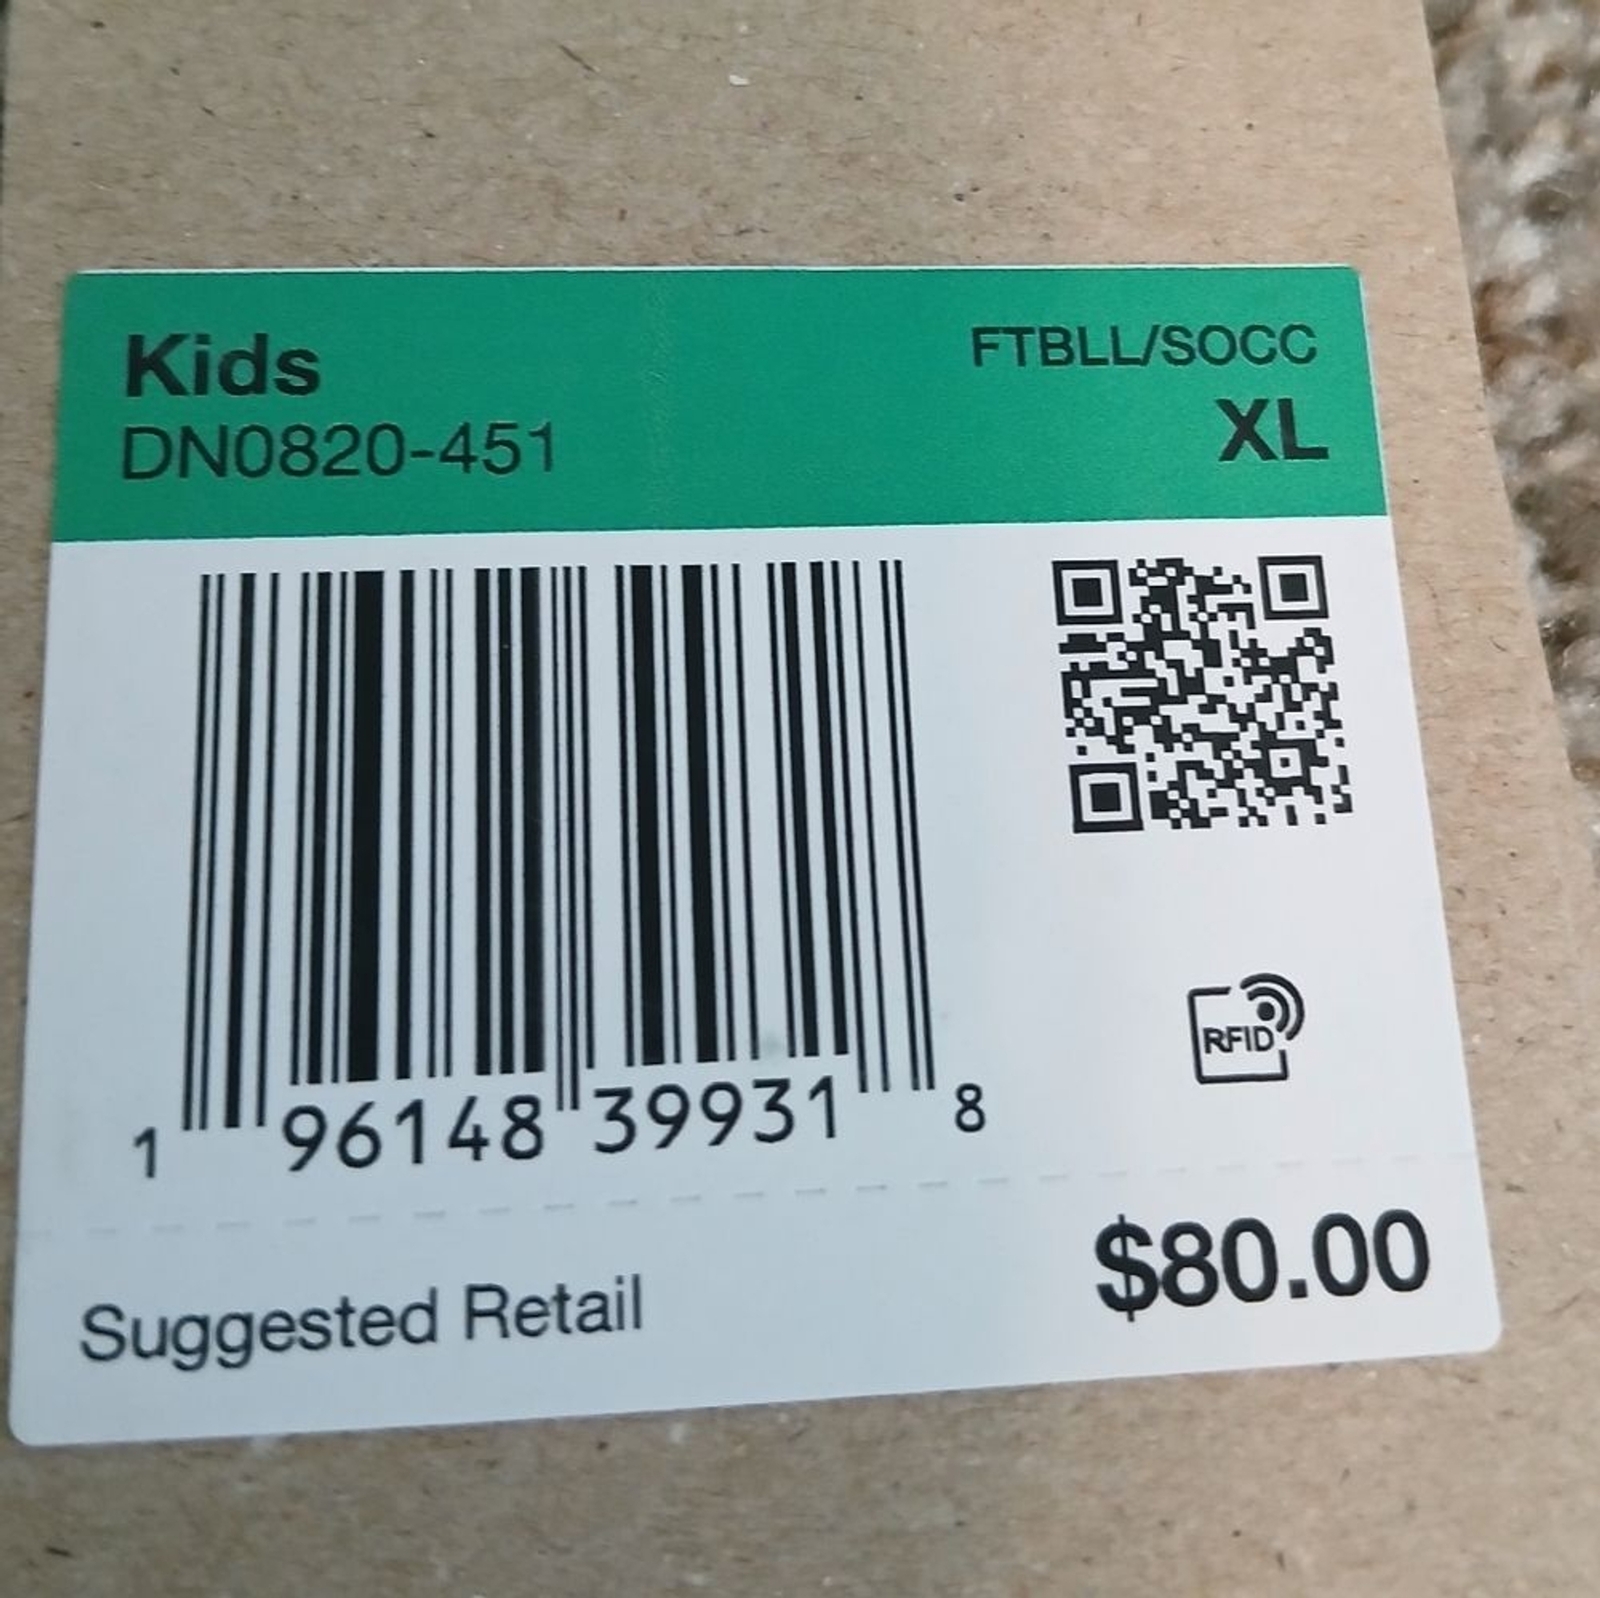 Kids
FTBLL/SOCC
DN0820-451
XL
RFID
1 96148 39931 8
Suggested Retail
$80.00